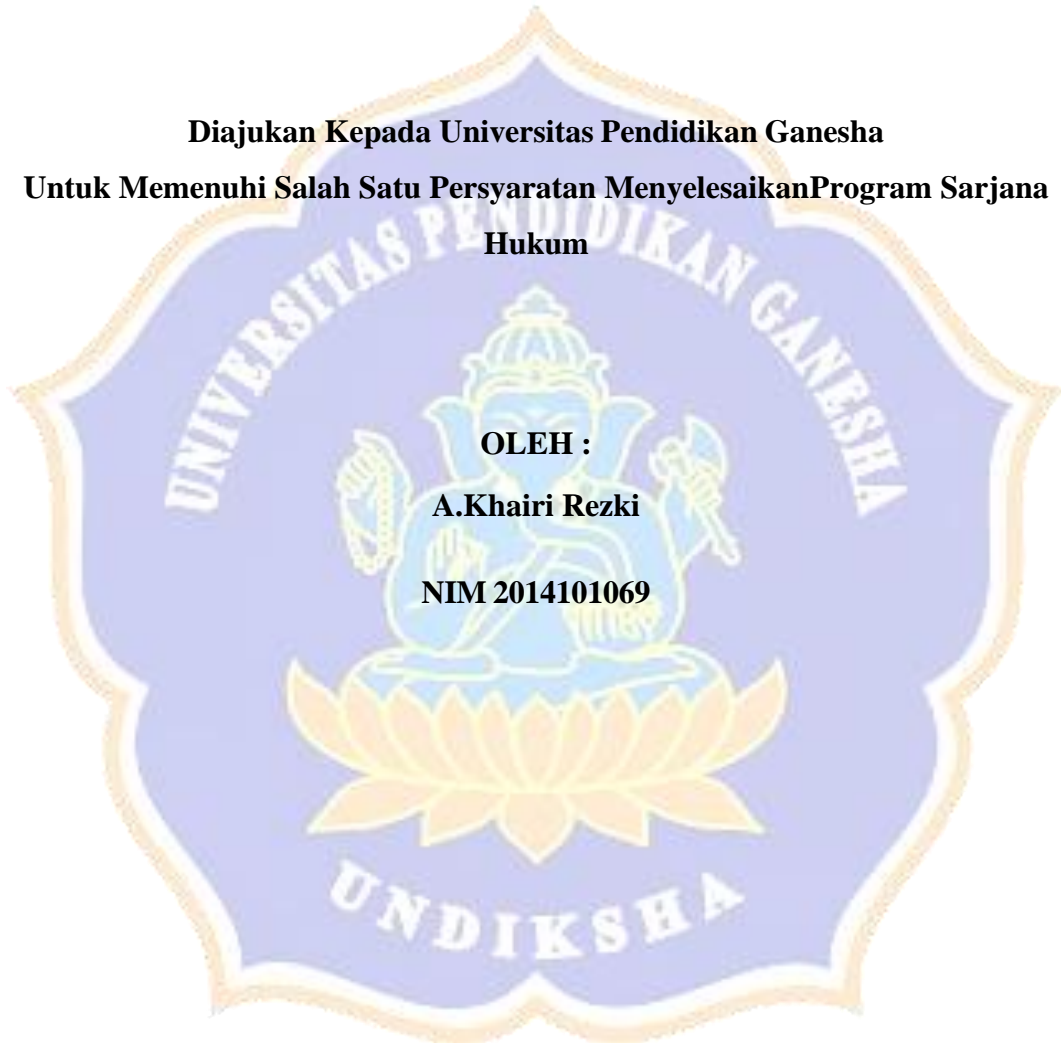 Diajukan Kepada Universitas Pendidikan Ganesha
Untuk Memenuhi Salah Satu Persyaratan MenyelesaikanProgram Sarjana
Hukum
UNIVERSITAS PENDIDIKAN GANESHA
OLEH :
A.Khairi Rezki
NIM 2014101069
UNDIKSHA